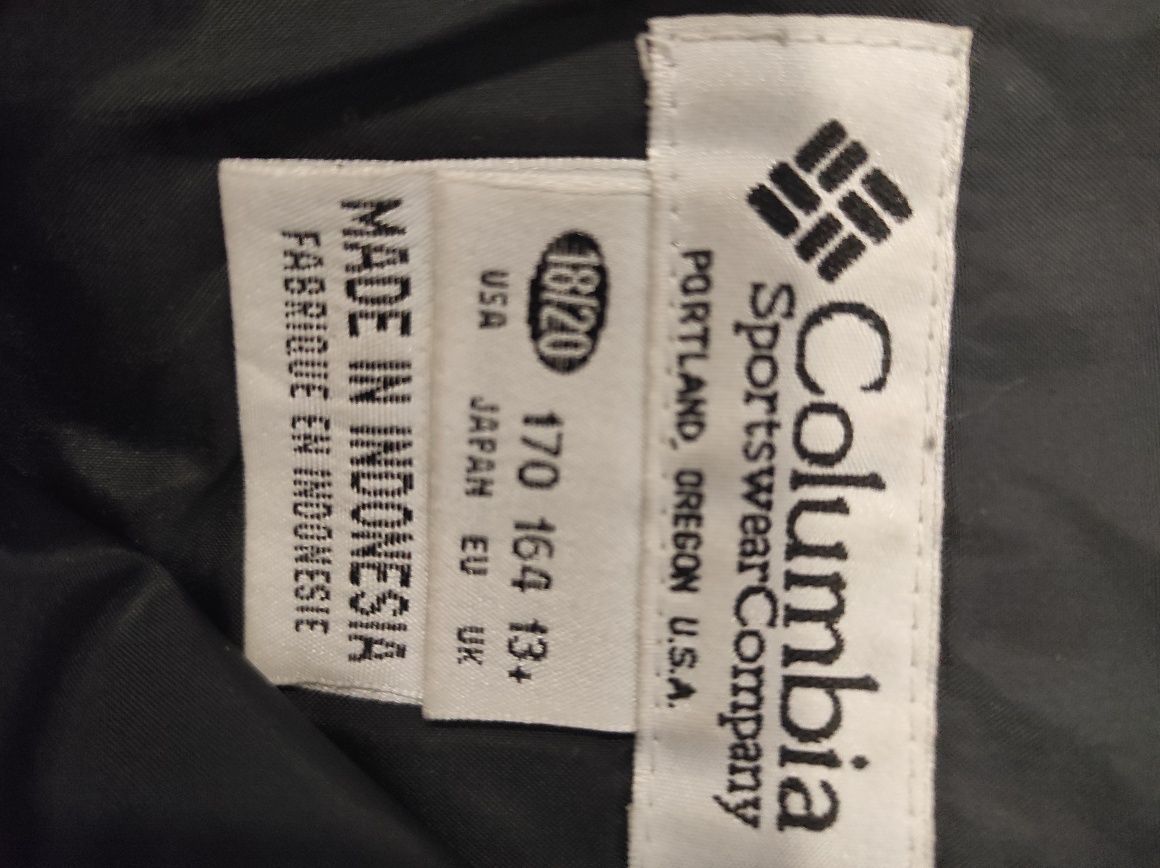 Columbia
SportswearCompany
PORTLAND, OREGON U.S.A.
18/20 170 164 13+
USA JAPAN EU UK
MADE IN INDONESIA
FABRIQUE EN INDONESIE